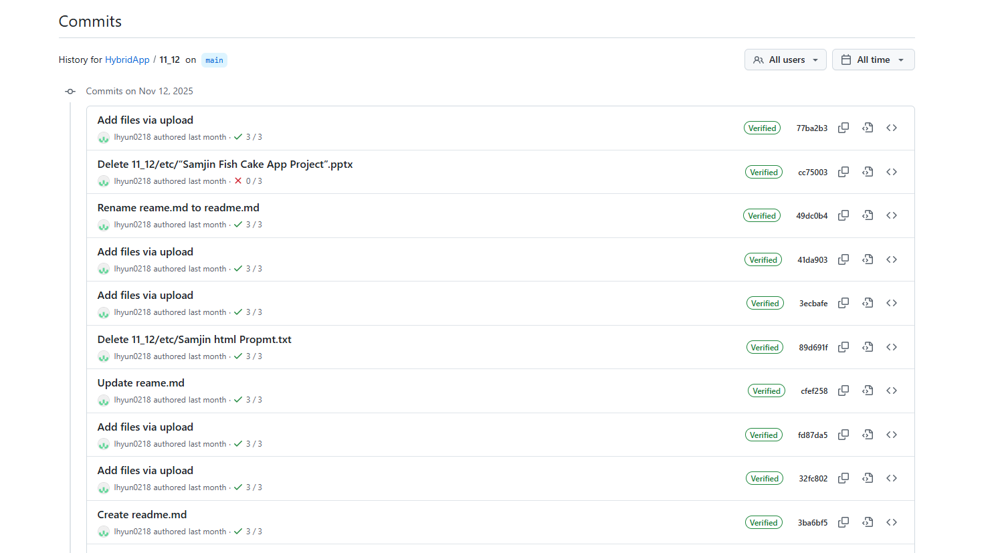 Commits
History for HybridApp / 11_12 on main
All users
All time
Commits on Nov 12, 2025
Add files via upload
lhyun0218 authored last month · 3 / 3
Verified
77ba2b3
Delete 11_12/etc/“Samjin Fish Cake App Project”.pptx
lhyun0218 authored last month · 0 / 3
Verified
cc75003
Rename reame.md to readme.md
lhyun0218 authored last month · 3 / 3
Verified
49dc0b4
Add files via upload
lhyun0218 authored last month · 3 / 3
Verified
41da903
Add files via upload
lhyun0218 authored last month · 3 / 3
Verified
3ecbafe
Delete 11_12/etc/Samjin html Propmt.txt
lhyun0218 authored last month · 3 / 3
Verified
89d691f
Update reame.md
lhyun0218 authored last month · 3 / 3
Verified
cfef258
Add files via upload
lhyun0218 authored last month · 3 / 3
Verified
fd87da5
Add files via upload
lhyun0218 authored last month · 3 / 3
Verified
32fc802
Create readme.md
lhyun0218 authored last month · 3 / 3
Verified
3ba6bf5